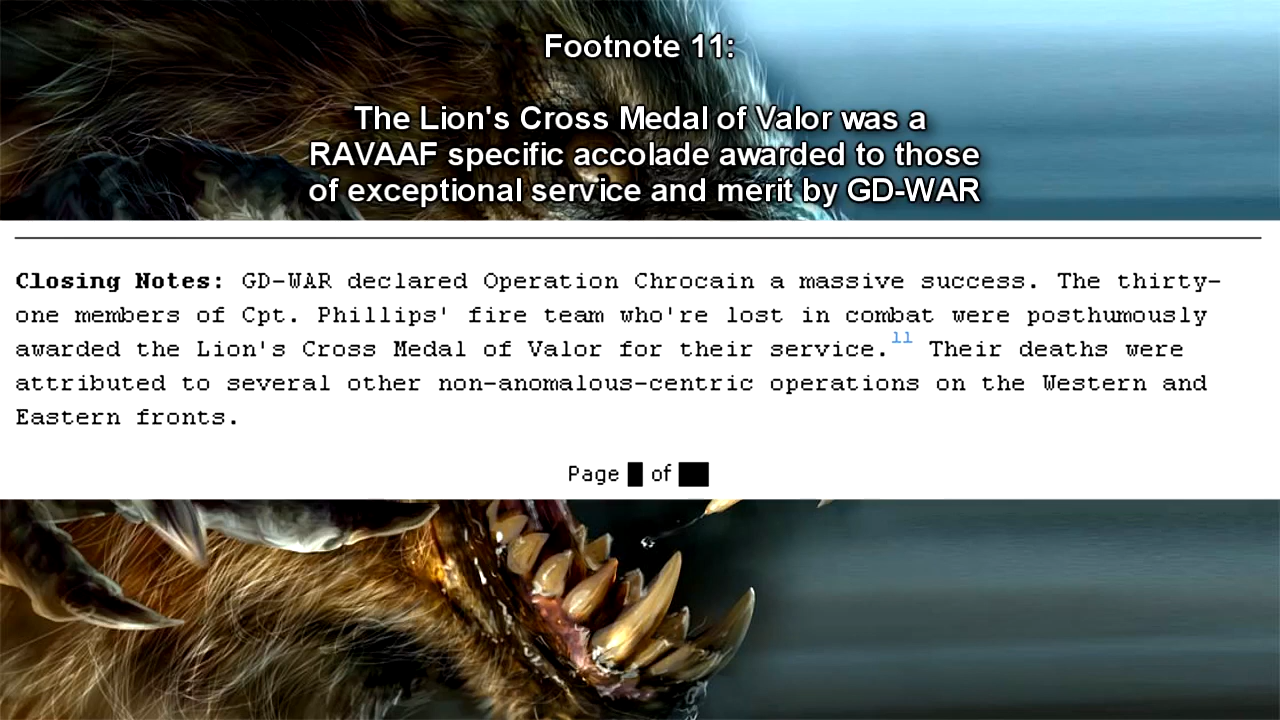 Footnote 11:
The Lion's Cross Medal of Valor was a
RAVAAF specific accolade awarded to those
of exceptional service and merit by GD-WAR
Closing Notes: GD-WAR declared Operation Chrocain a massive success. The thirty-
one members of Cpt. Phillips' fire team who're lost in combat were posthumously
awarded the Lion's Cross Medal of Valor for their service.11 Their deaths were
attributed to several other non-anomalous-centric operations on the Western and
Eastern fronts.
Page █ of ██